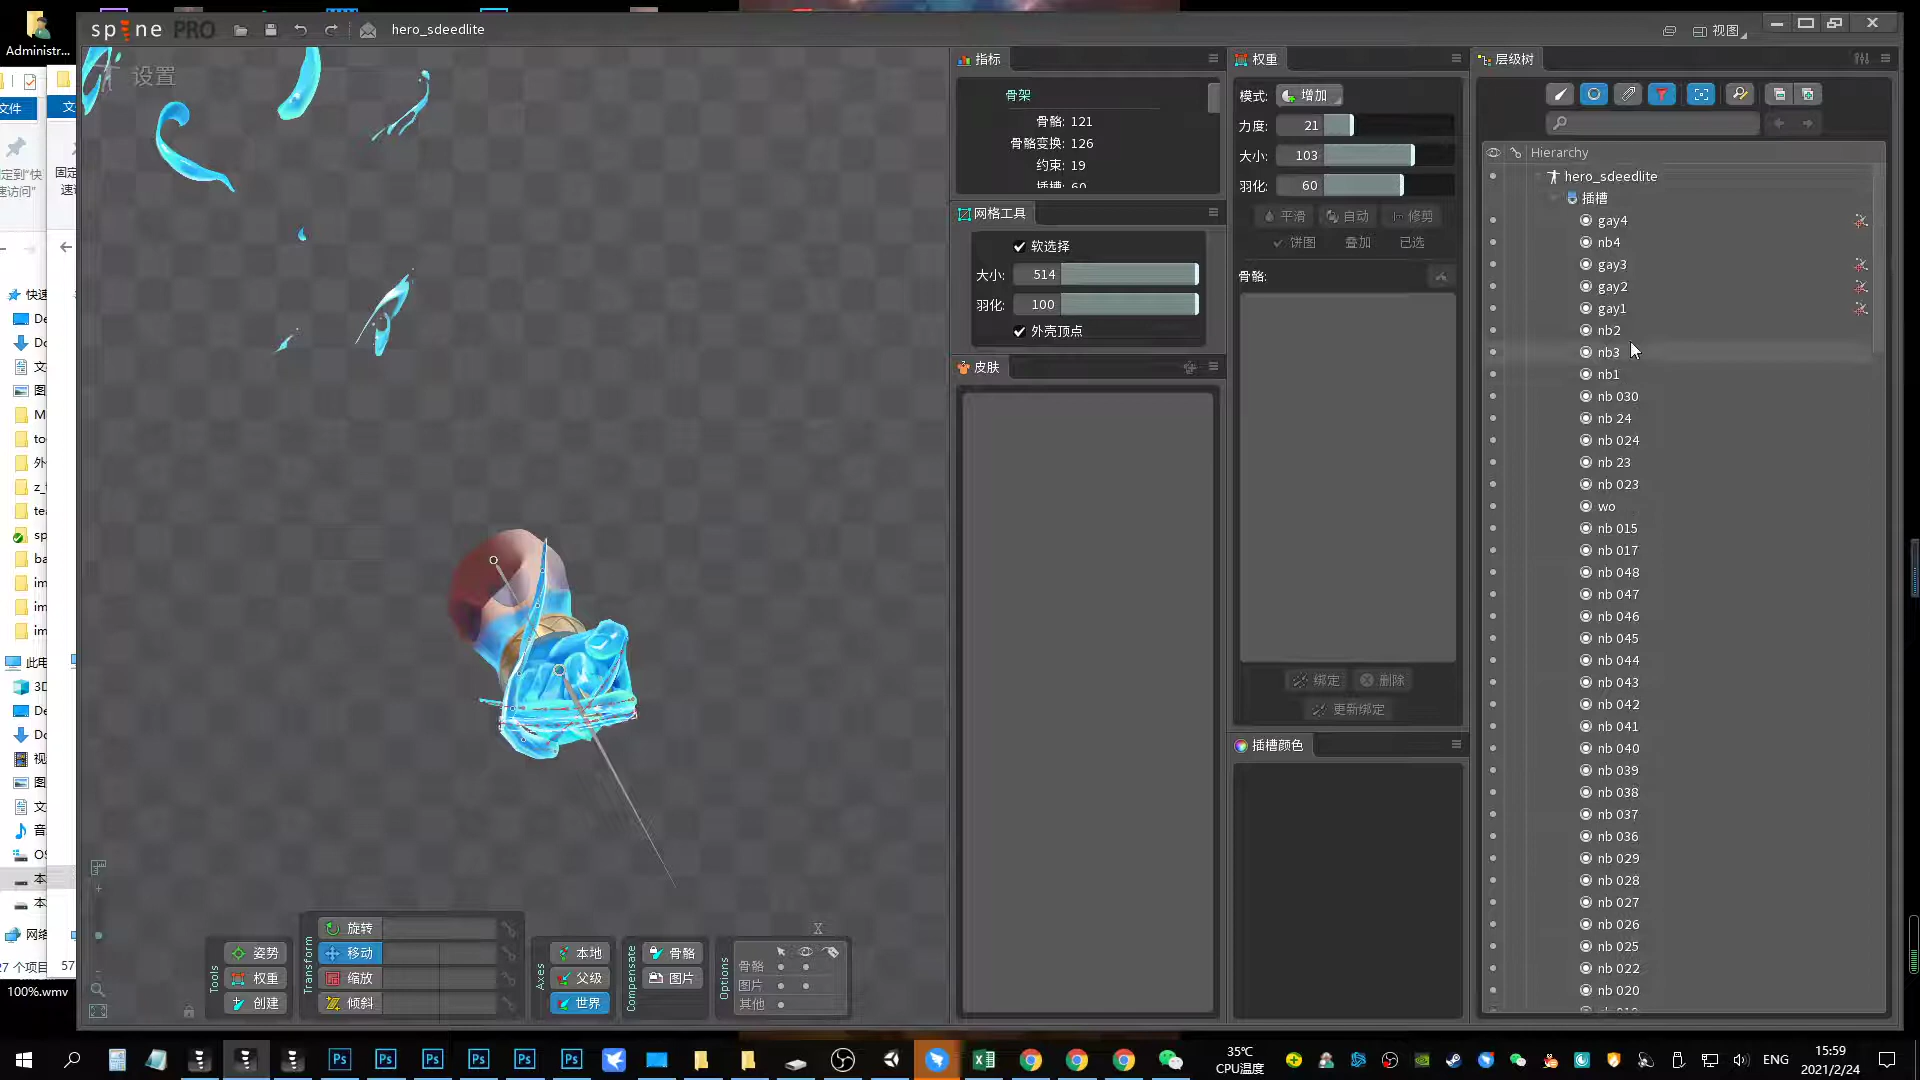 Administr...
spine PRO
hero_sdeedlite
视图
设置
指标
骨架
骨骼: 121
骨骼变换: 126
约束: 19
插槽: 60
网格工具
软选择
大小: 514
羽化: 100
外壳顶点
皮肤
权重
模式: 增加
力度: 21
大小: 103
羽化: 60
平滑 自动 修剪
饼图 叠加 已选
骨骼:
绑定 删除
更新绑定
插槽颜色
层级树
Hierarchy
hero_sdeedlite
插槽
gay4
nb4
gay3
gay2
gay1
nb2
nb3
nb1
nb 030
nb 24
nb 024
nb 23
nb 023
wo
nb 015
nb 017
nb 048
nb 047
nb 046
nb 045
nb 044
nb 043
nb 042
nb 041
nb 040
nb 039
nb 038
nb 037
nb 036
nb 029
nb 028
nb 027
nb 026
nb 025
nb 022
nb 020
Tools
姿势
权重
创建
Transform
旋转
移动
缩放
倾斜
Axes
本地
父级
世界
Compensate
骨骼
图片
Options
X
骨骼
图片
其他
文件
快速
此电
3D
网络
27 个项目
57
100%.wmv
35℃
CPU温度
ENG
15:59
2021/2/24